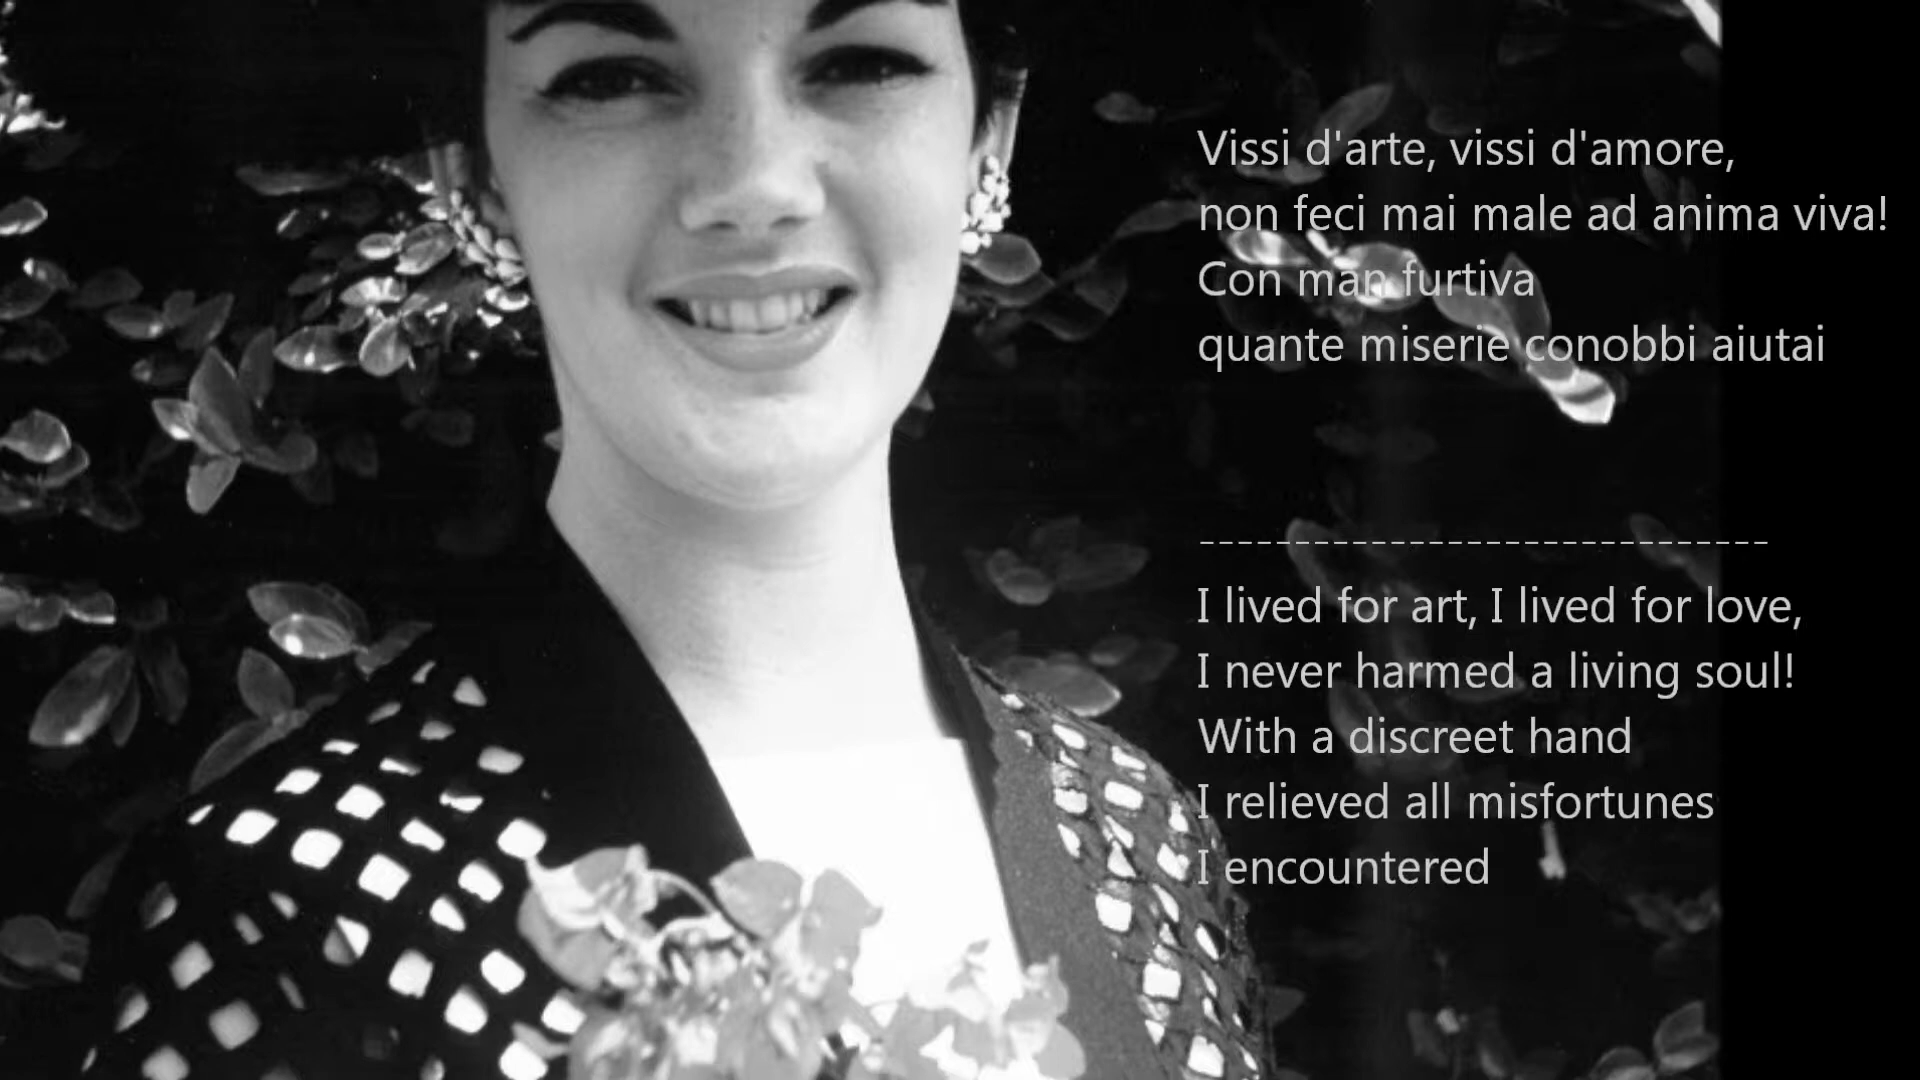 Vissi d'arte, vissi d'amore,
non feci mai male ad anima viva!
Con man furtiva
quante miserie conobbi aiutai
------------------------------
I lived for art, I lived for love,
I never harmed a living soul!
With a discreet hand
I relieved all misfortunes
I encountered